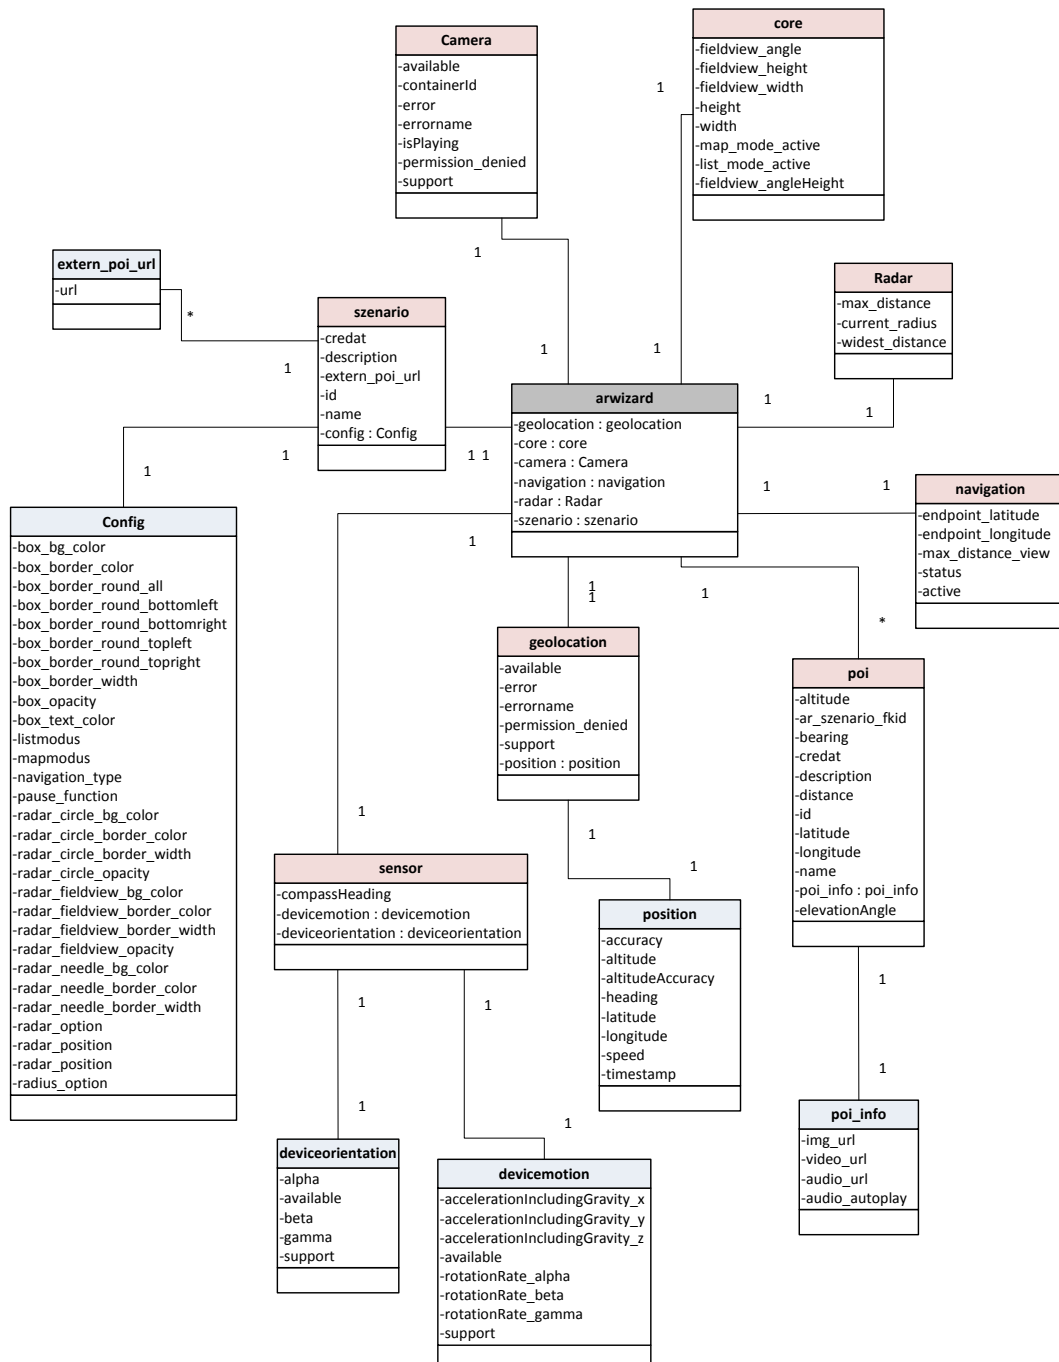 Camera
-available
-containerId
-error
-errorname
-isPlaying
-permission_denied
-support
core
-fieldview_angle
-fieldview_height
-fieldview_width
-height
-width
-map_mode_active
-list_mode_active
-fieldview_angleHeight
1
1
extern_poi_url
-url
*
szenario
-credat
-description
-extern_poi_url
-id
-name
-config : Config
1
1
1
Radar
-max_distance
-current_radius
-widest_distance
arwizard
-geolocation : geolocation
-core : core
-camera : Camera
-navigation : navigation
-radar : Radar
-szenario : szenario
1
1
1
1
1 1
1
1
navigation
-endpoint_latitude
-endpoint_longitude
-max_distance_view
-status
-active
Config
-box_bg_color
-box_border_color
-box_border_round_all
-box_border_round_bottomleft
-box_border_round_bottomright
-box_border_round_topleft
-box_border_round_topright
-box_border_width
-box_opacity
-box_text_color
-listmodus
-mapmodus
-navigation_type
-pause_function
-radar_circle_bg_color
-radar_circle_border_color
-radar_circle_border_width
-radar_circle_opacity
-radar_fieldview_bg_color
-radar_fieldview_border_color
-radar_fieldview_border_width
-radar_fieldview_opacity
-radar_needle_bg_color
-radar_needle_border_color
-radar_needle_border_width
-radar_option
-radar_position
-radar_position
-radius_option
1
1
1
1
*
geolocation
-available
-error
-errorname
-permission_denied
-support
-position : position
poi
-altitude
-ar_szenario_fkid
-bearing
-credat
-description
-distance
-id
-latitude
-longitude
-name
-poi_info : poi_info
-elevationAngle
1
1
1
sensor
-compassHeading
-devicemotion : devicemotion
-deviceorientation : deviceorientation
position
-accuracy
-altitude
-altitudeAccuracy
-heading
-latitude
-longitude
-speed
-timestamp
1
1
1
1
1
1
poi_info
-img_url
-video_url
-audio_url
-audio_autoplay
deviceorientation
-alpha
-available
-beta
-gamma
-support
devicemotion
-accelerationIncludingGravity_x
-accelerationIncludingGravity_y
-accelerationIncludingGravity_z
-available
-rotationRate_alpha
-rotationRate_beta
-rotationRate_gamma
-support